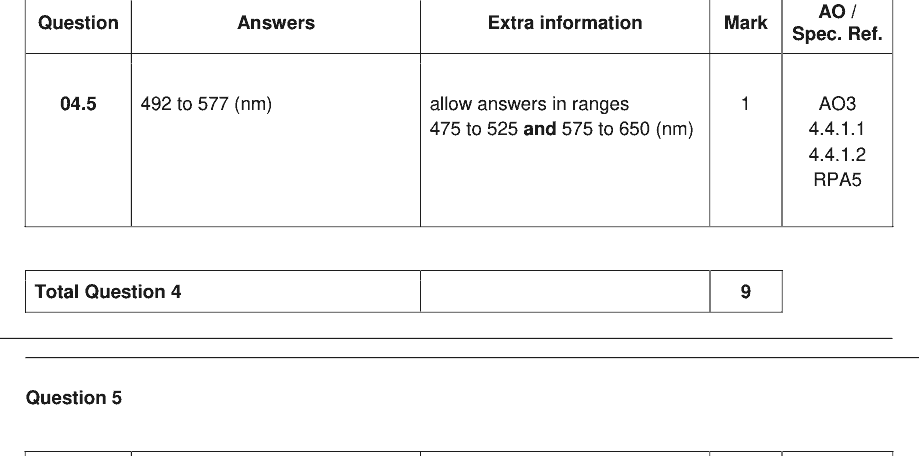 Question Answers Extra information Mark AO / Spec. Ref.
04.5 492 to 577 (nm) allow answers in ranges 1 AO3
475 to 525 and 575 to 650 (nm) 4.4.1.1
4.4.1.2
RPA5
Total Question 4 9
Question 5